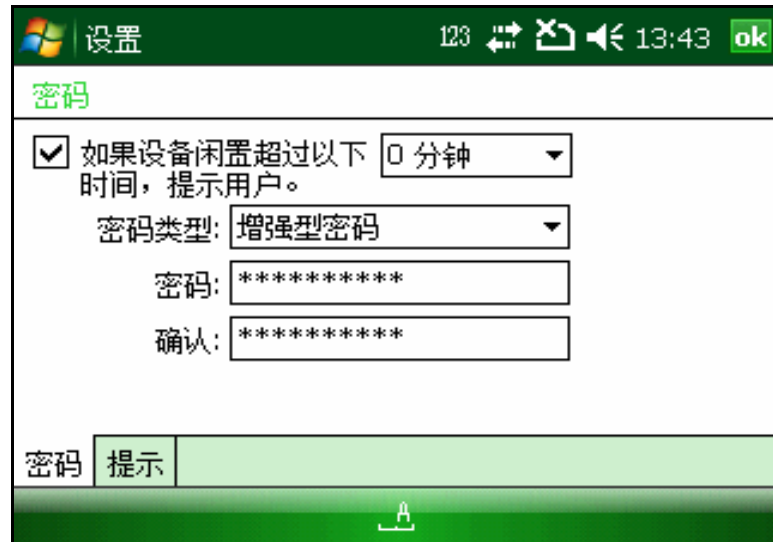 设置 123 13:43 ok
密码
如果设备闲置超过以下 0 分钟
时间，提示用户。
密码类型: 增强型密码
密码: **********
确认: **********
密码 提示
A